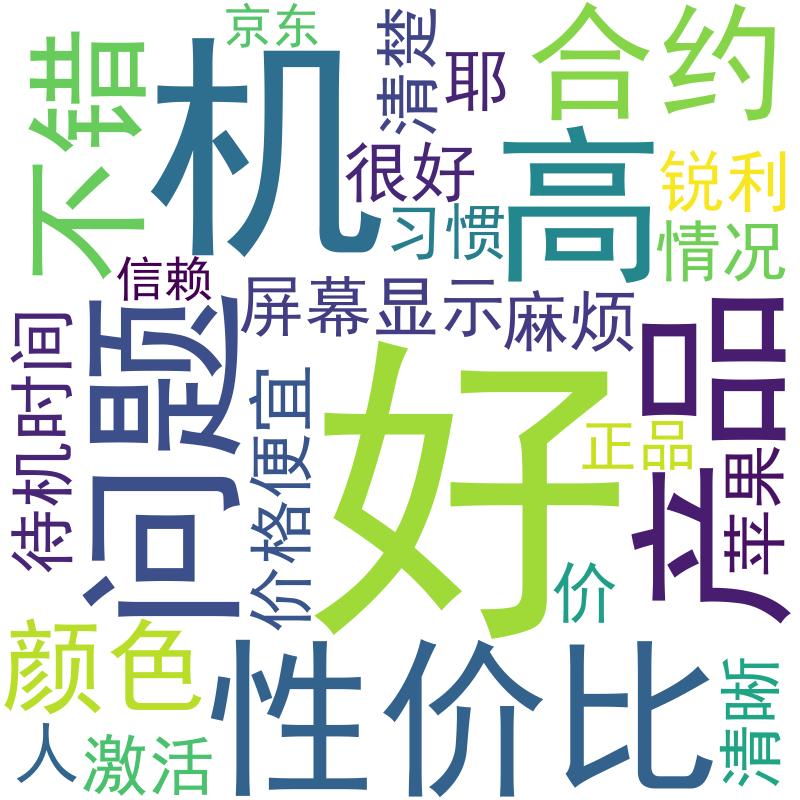 京东
清楚
耶
合约
不错
机
很好
高
锐利
习惯
情况
信赖
屏幕显示
麻烦
待机时间
问题
价格便宜
好
正品
产品
苹果
价
颜色
性价比
清晰
人
激活